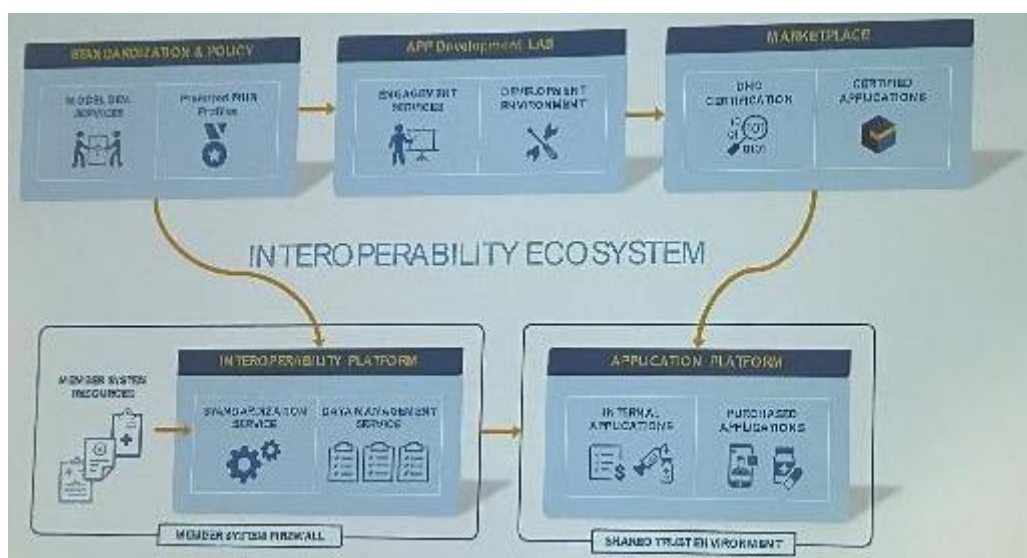 STANDARDIZATION & POLICY
APP Development LAB
MARKETPLACE
MODEL DEV.
SERVICES
Preferred
Profiles
ENGAGEMENT
SERVICES
DEVELOPMENT
ENVIRONMENT
DHC
CERTIFICATION
CERTIFIED
APPLICATIONS
INTEROPERABILITY ECOSYSTEM
MEMBER SYSTEM
RESOURCES
INTEROPERABILITY PLATFORM
STANDARDIZATION
SERVICE
DATA MANAGEMENT
SERVICE
APPLICATION PLATFORM
INTERNAL
APPLICATIONS
PURCHASED
APPLICATIONS
MEMBER SYSTEM FIREWALL
SHARED TRUST ENVIRONMENT